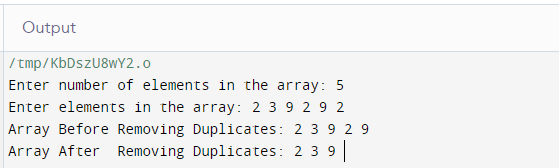 Output
/tmp/KbDszU8wY2.o
Enter number of elements in the array: 5
Enter elements in the array: 2 3 9 2 9 2
Array Before Removing Duplicates: 2 3 9 2 9
Array After  Removing Duplicates: 2 3 9